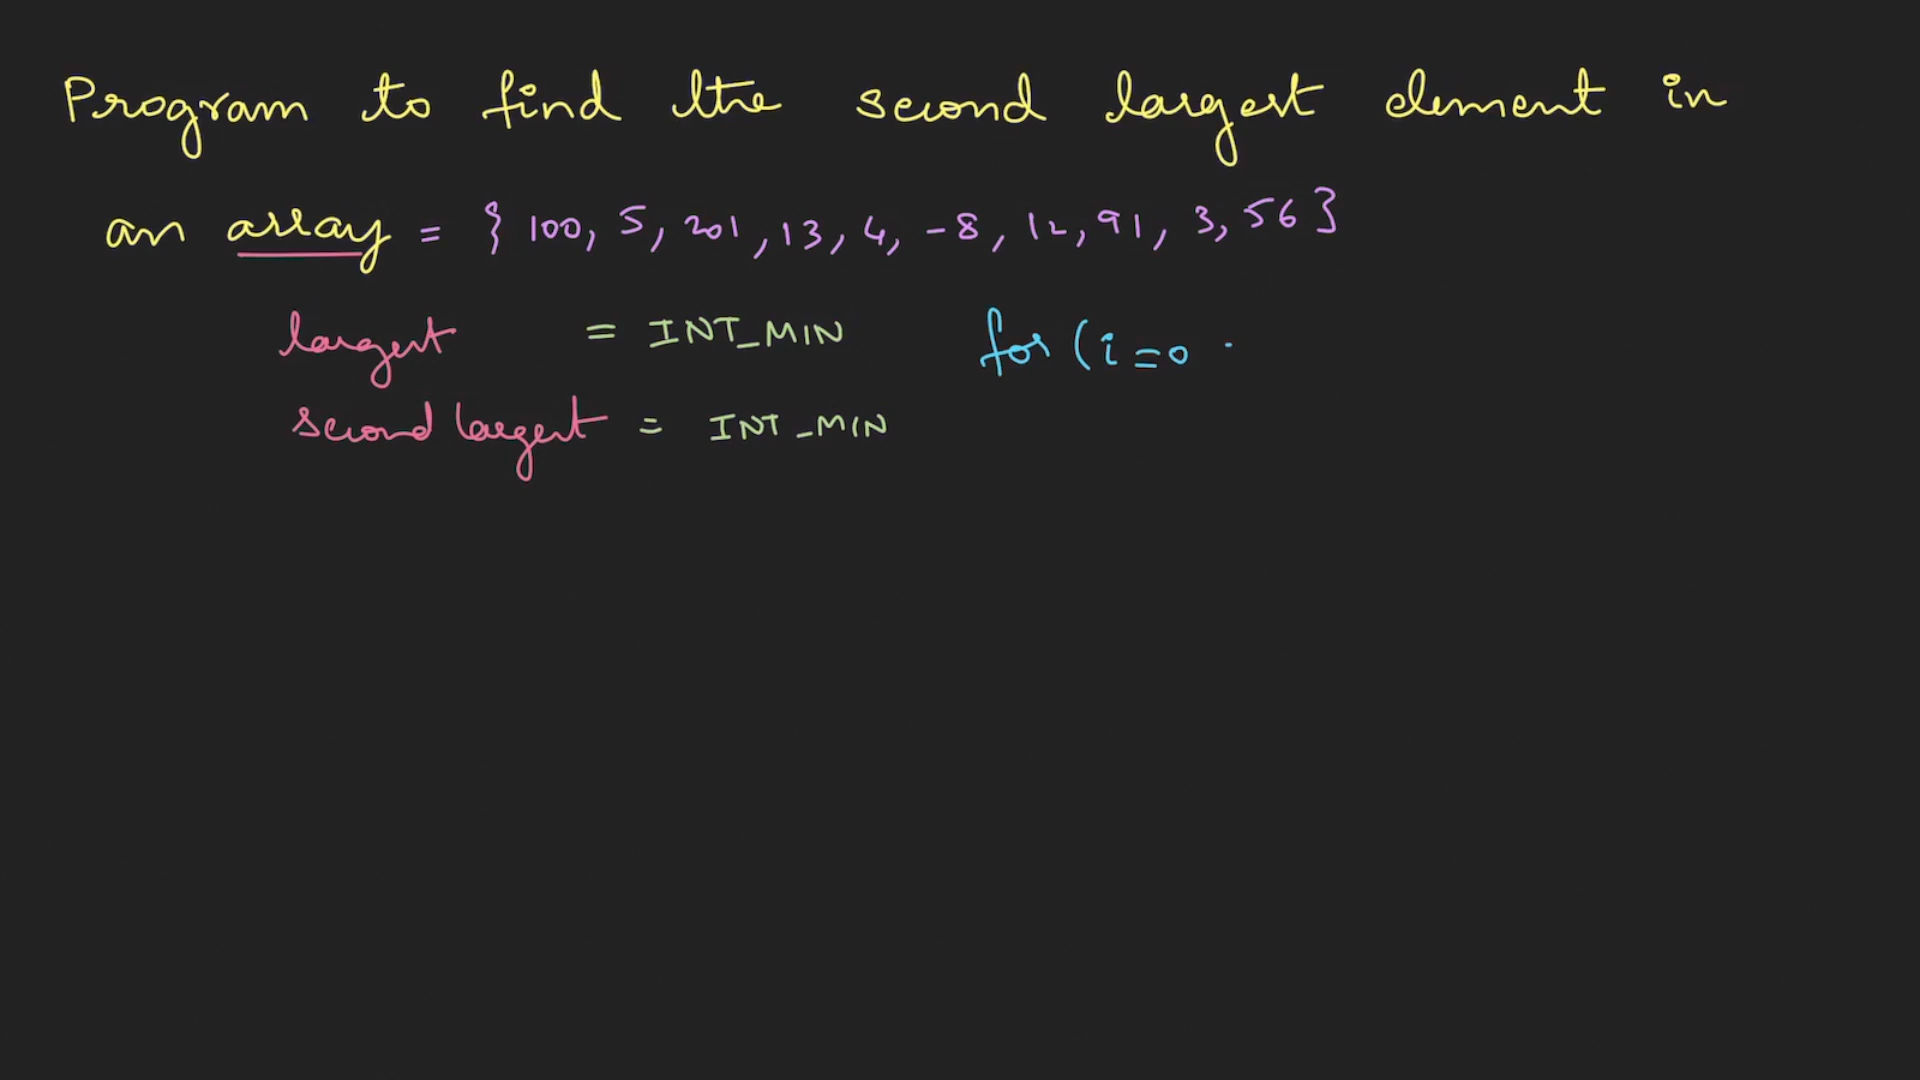 Program to find the second largest element in
an array = { 100, 5, 201, 13, 4, -8, 12, 91, 3, 56 }
largest = INT_MIN for (i=0
second largest = INT_MIN